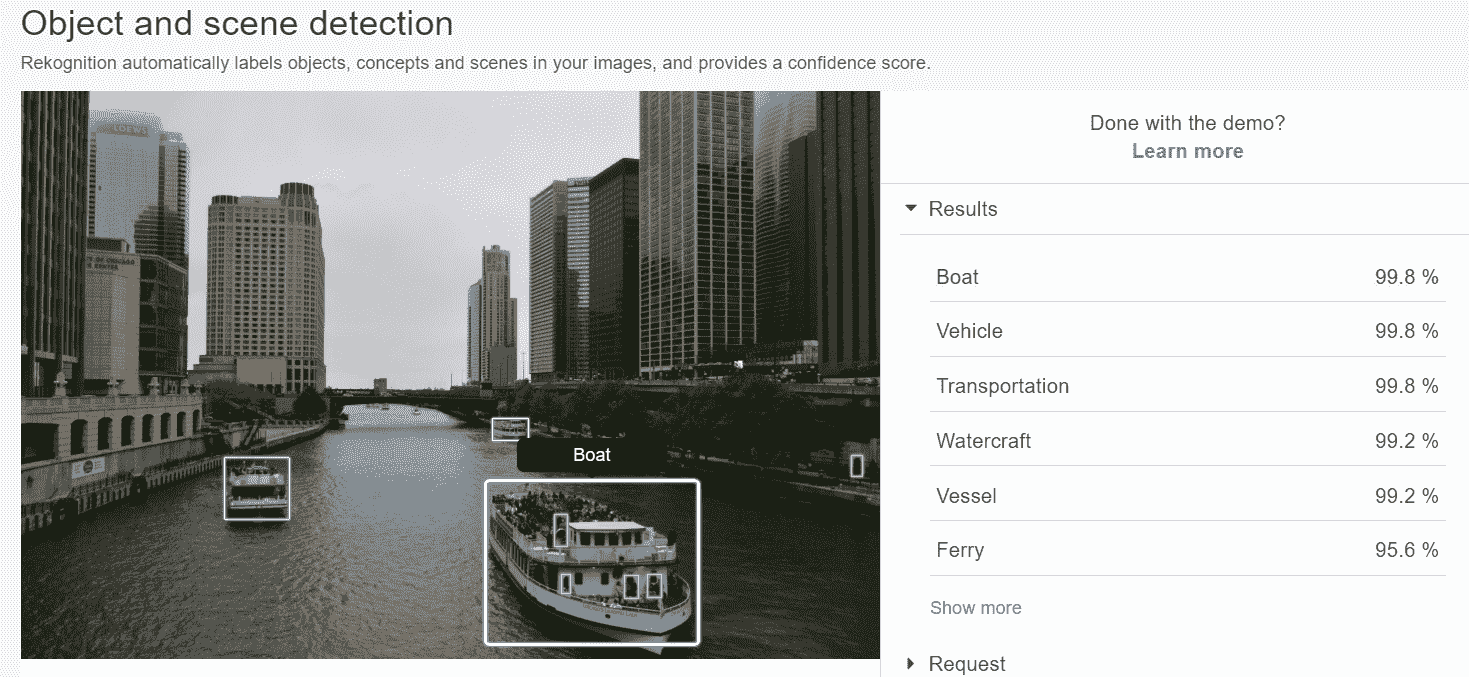 Object and scene detection
Rekognition automatically labels objects, concepts and scenes in your images, and provides a confidence score.
LOEWS
Boat
Done with the demo?
Learn more
Results
Boat 99.8 %
Vehicle 99.8 %
Transportation 99.8 %
Watercraft 99.2 %
Vessel 99.2 %
Ferry 95.6 %
Show more
Request